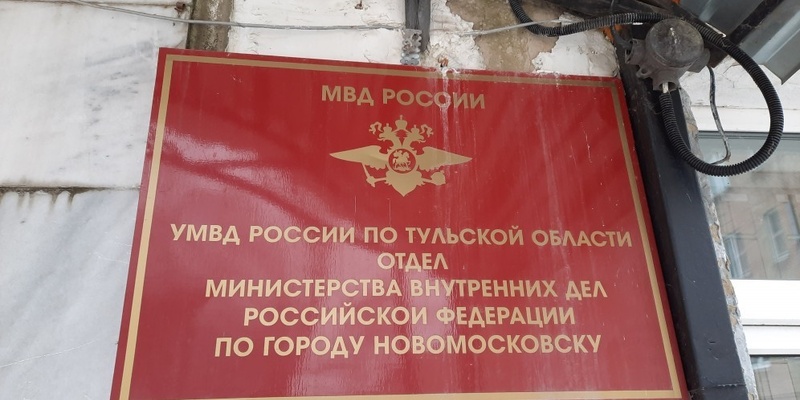 МВД РОССИИ
УМВД РОССИИ ПО ТУЛЬСКОЙ ОБЛАСТИ
ОТДЕЛ
МИНИСТЕРСТВА ВНУТРЕННИХ ДЕЛ
РОССИЙСКОЙ ФЕДЕРАЦИИ
ПО ГОРОДУ НОВОМОСКОВСКУ